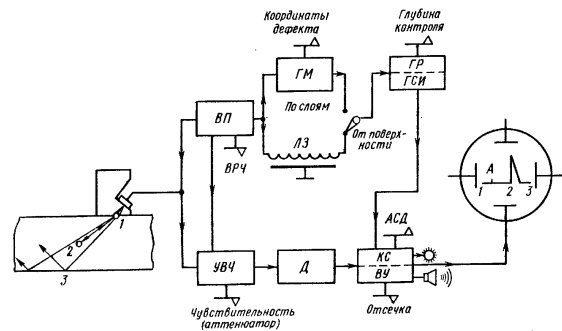 Координаты
дефекта
Глубина
контроля
ГМ
ГР
ГСИ
По слоям
ВП
ЛЗ
От поверх-
ности
ВРЧ
А
1 2 3
1
2
3
АСД
УВЧ
Д
КС
ВУ
Чувствительность
(аттенюатор)
Отсечка